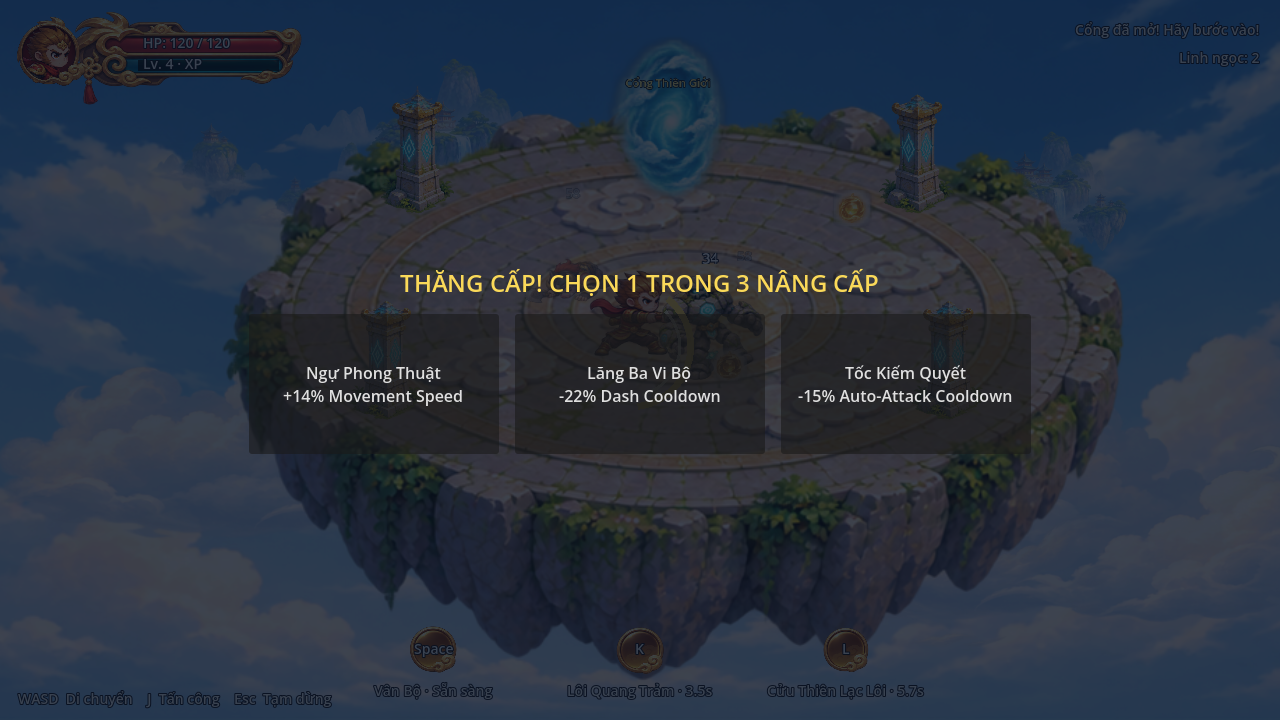 HP: 120 / 120
Lv. 4 · XP
Cổng đã mở! Hãy bước vào!
Linh ngọc: 2
Cổng Thiên Giới
34
THĂNG CẤP! CHỌN 1 TRONG 3 NÂNG CẤP
Ngự Phong Thuật
+14% Movement Speed
Lăng Ba Vi Bộ
-22% Dash Cooldown
Tốc Kiếm Quyết
-15% Auto-Attack Cooldown
Space
K
L
Vân Bộ · Sẵn sàng
Lôi Quang Trảm · 3.5s
Cửu Thiên Lạc Lôi · 5.7s
WASD Di chuyển J Tấn công Esc Tạm dừng